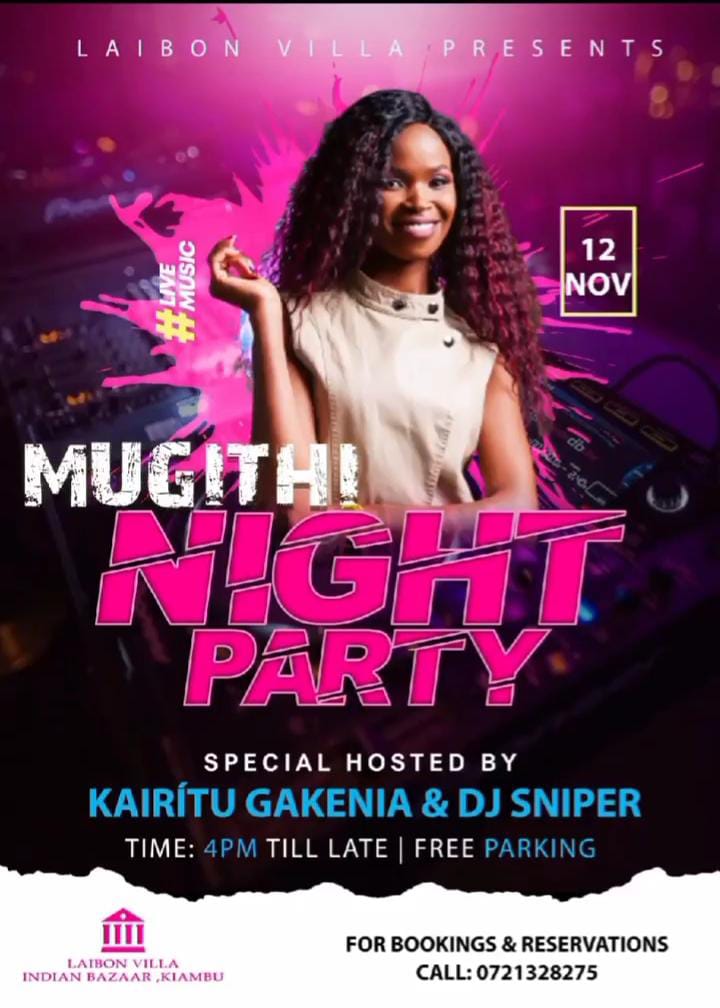 LAIBON VILLA PRESENTS
#LIVE
MUSIC
12
NOV
MUGITHI
NIGHT
PARTY
SPECIAL HOSTED BY
KAIRÍTU GAKENIA & DJ SNIPER
TIME: 4PM TILL LATE | FREE PARKING
LAIBON VILLA
INDIAN BAZAAR ,KIAMBU
FOR BOOKINGS & RESERVATIONS
CALL: 0721328275